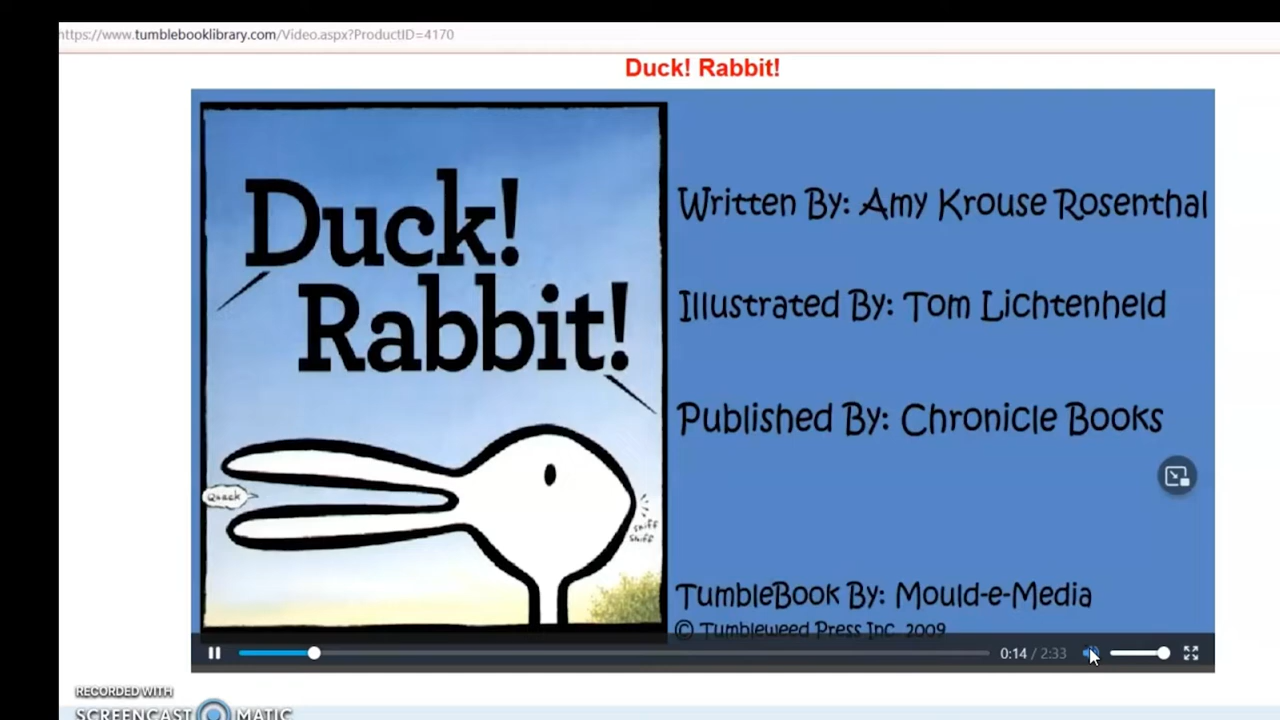 https://www.tumblebooklibrary.com/Video.aspx?ProductID=4170
Duck! Rabbit!
Duck!
Rabbit!
Written By: Amy Krouse Rosenthal
Illustrated By: Tom Lichtenheld
Published By: Chronicle Books
Quack
Sniff
Sniff
TumbleBook By: Mould-e-Media
© Tumbleweed Press Inc. 2009
0:14 / 2:33
RECORDED WITH
SCREENCAST MATIC